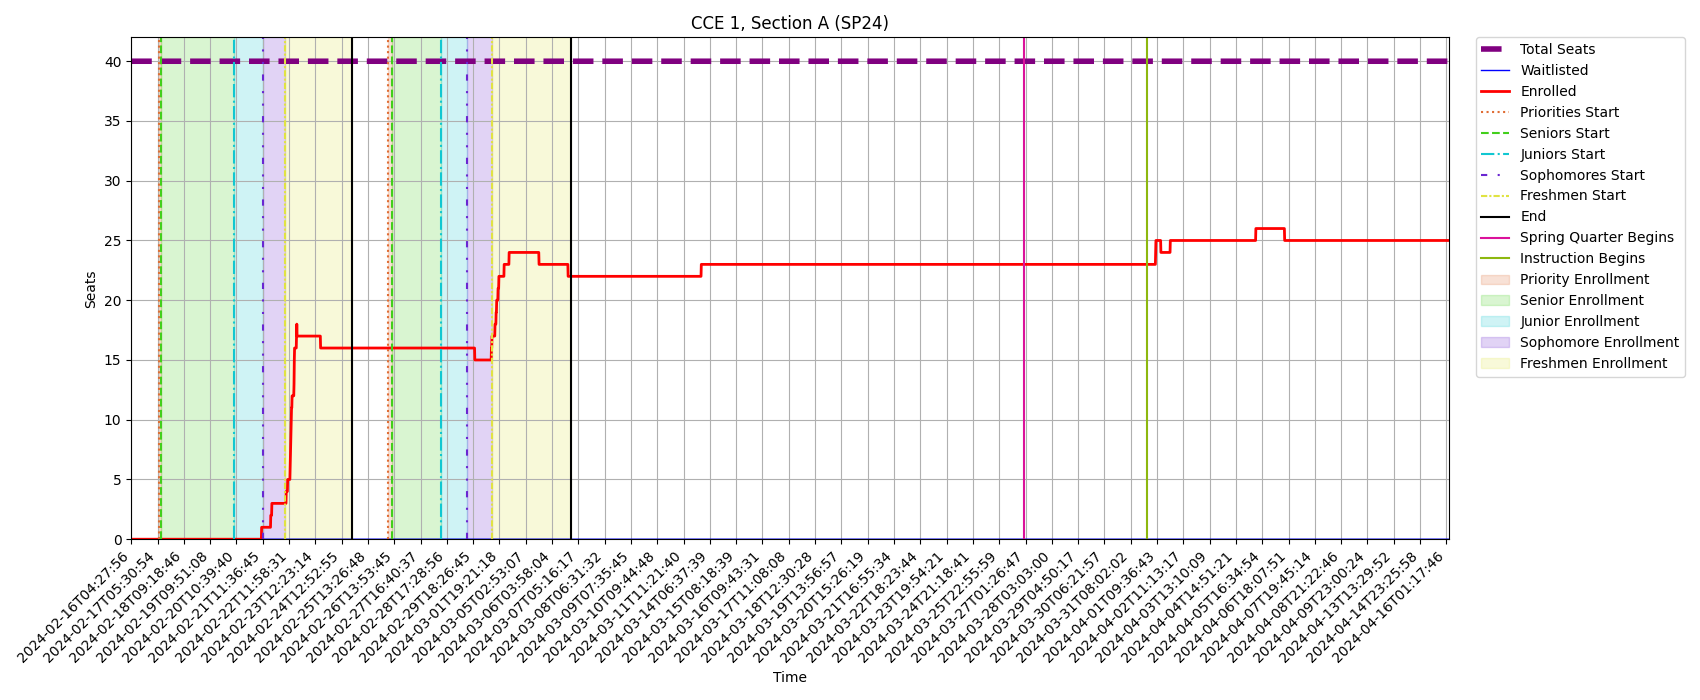 CCE 1, Section A (SP24)
Total Seats
Waitlisted
Enrolled
Priorities Start
Seniors Start
Juniors Start
Sophomores Start
Freshmen Start
End
Spring Quarter Begins
Instruction Begins
Priority Enrollment
Senior Enrollment
Junior Enrollment
Sophomore Enrollment
Freshmen Enrollment
Seats
40
35
30
25
20
15
10
5
0
2024-02-16T04:27:56
2024-02-17T05:30:54
2024-02-18T09:18:46
2024-02-19T09:51:08
2024-02-20T10:39:40
2024-02-21T11:36:45
2024-02-22T11:58:31
2024-02-23T12:23:14
2024-02-24T12:52:55
2024-02-25T13:26:48
2024-02-26T13:53:45
2024-02-27T16:40:37
2024-02-28T17:28:56
2024-02-29T18:26:45
2024-03-01T19:21:18
2024-03-05T02:53:07
2024-03-06T03:58:04
2024-03-07T05:16:17
2024-03-08T06:31:32
2024-03-09T07:35:45
2024-03-10T09:44:48
2024-03-11T11:21:40
2024-03-14T06:37:39
2024-03-15T08:18:39
2024-03-16T09:43:31
2024-03-17T11:08:08
2024-03-18T12:30:28
2024-03-19T13:56:57
2024-03-20T15:26:19
2024-03-21T16:55:34
2024-03-22T18:23:44
2024-03-23T19:54:21
2024-03-24T21:18:41
2024-03-25T22:55:59
2024-03-27T01:26:47
2024-03-28T03:03:00
2024-03-29T04:50:17
2024-03-30T06:21:57
2024-03-31T08:02:02
2024-04-01T09:36:43
2024-04-02T11:13:17
2024-04-03T13:10:09
2024-04-04T14:51:21
2024-04-05T16:34:54
2024-04-06T18:07:51
2024-04-07T19:45:14
2024-04-08T21:22:46
2024-04-09T23:00:24
2024-04-13T13:29:52
2024-04-14T23:25:58
2024-04-16T01:17:46
Time